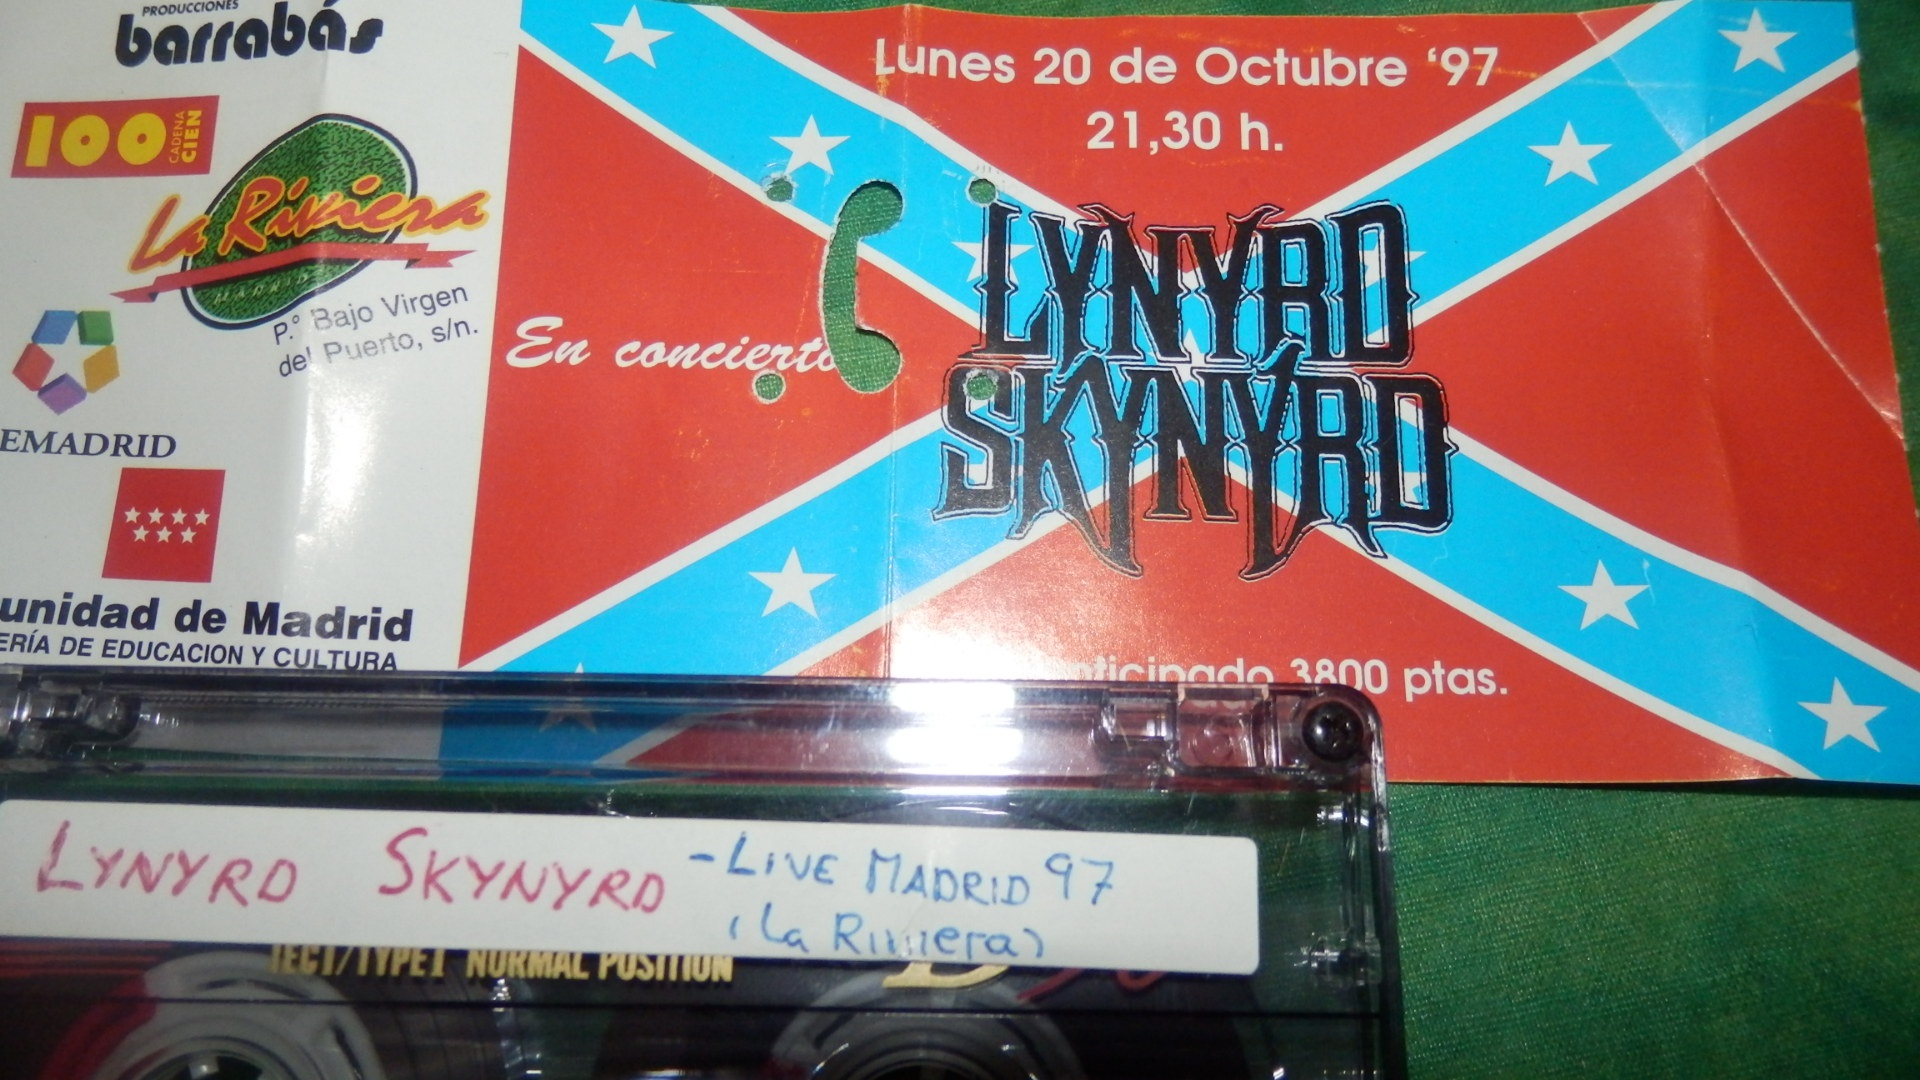 PRODUCCIONES
barrabás
100
CADENA
CIEN
La Riviera
MADRID
P.º Bajo Virgen
del Puerto, s/n.
EMADRID
unidad de Madrid
ERÍA DE EDUCACION Y CULTURA
Lunes 20 de Octubre '97
21,30 h.
En concierto
LYNYRD
SKYNYRD
anticipado 3800 ptas.
LYNYRD SKYNYRD - LIVE MADRID 97
(La Riviera)
IECI/TYPE I NORMAL POSITION